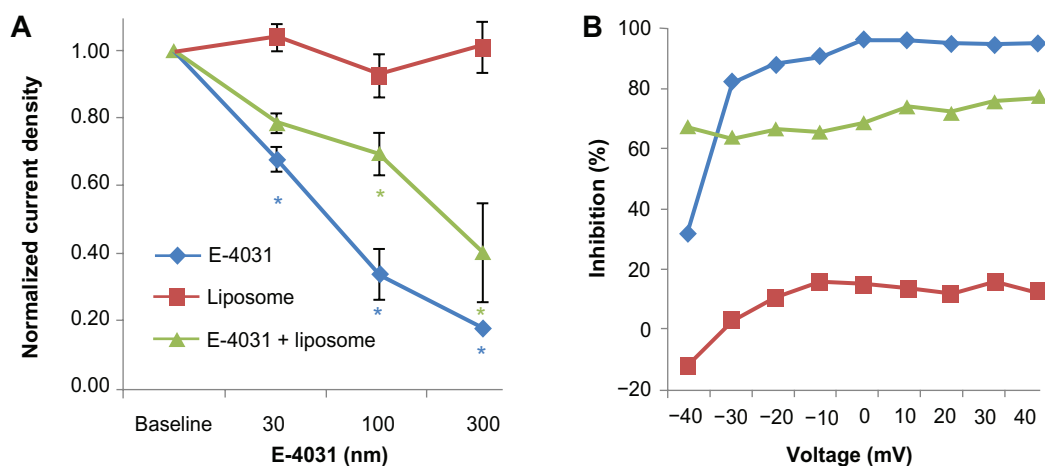 A
Normalized current density
1.00
0.80
0.60
0.40
0.20
0.00
*
*
*
*
*
E-4031
Liposome
E-4031 + liposome
Baseline 30 100 300
E-4031 (nm)
B
Inhibition (%)
100
80
60
40
20
0
−20
−40 −30 −20 −10 0 10 20 30 40
Voltage (mV)